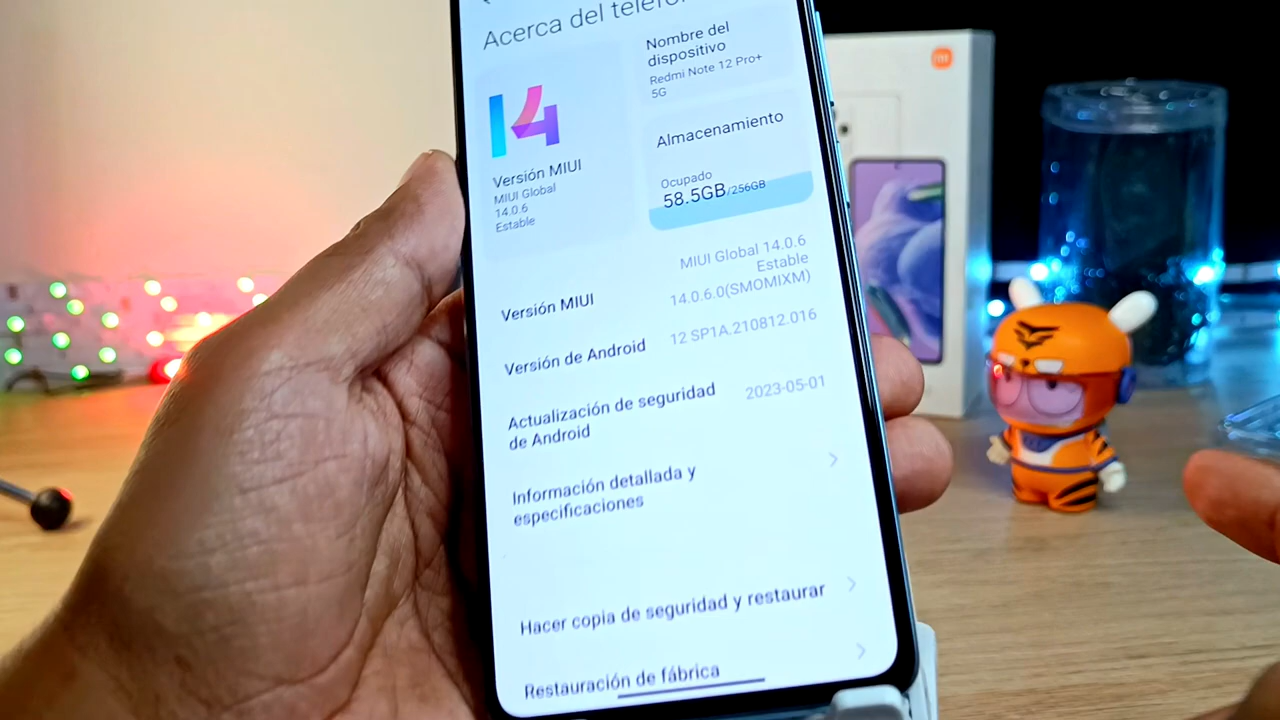 Acerca del teléfo
14
Versión MIUI
MIUI Global
14.0.6
Estable
Nombre del
dispositivo
Redmi Note 12 Pro+
5G
Almacenamiento
Ocupado
58.5GB/256GB
Versión MIUI
MIUI Global 14.0.6
Estable
14.0.6.0(SMOMIXM)
Versión de Android
12 SP1A.210812.016
Actualización de seguridad
de Android
2023-05-01
Información detallada y
especificaciones
Hacer copia de seguridad y restaurar
Restauración de fábrica
mi